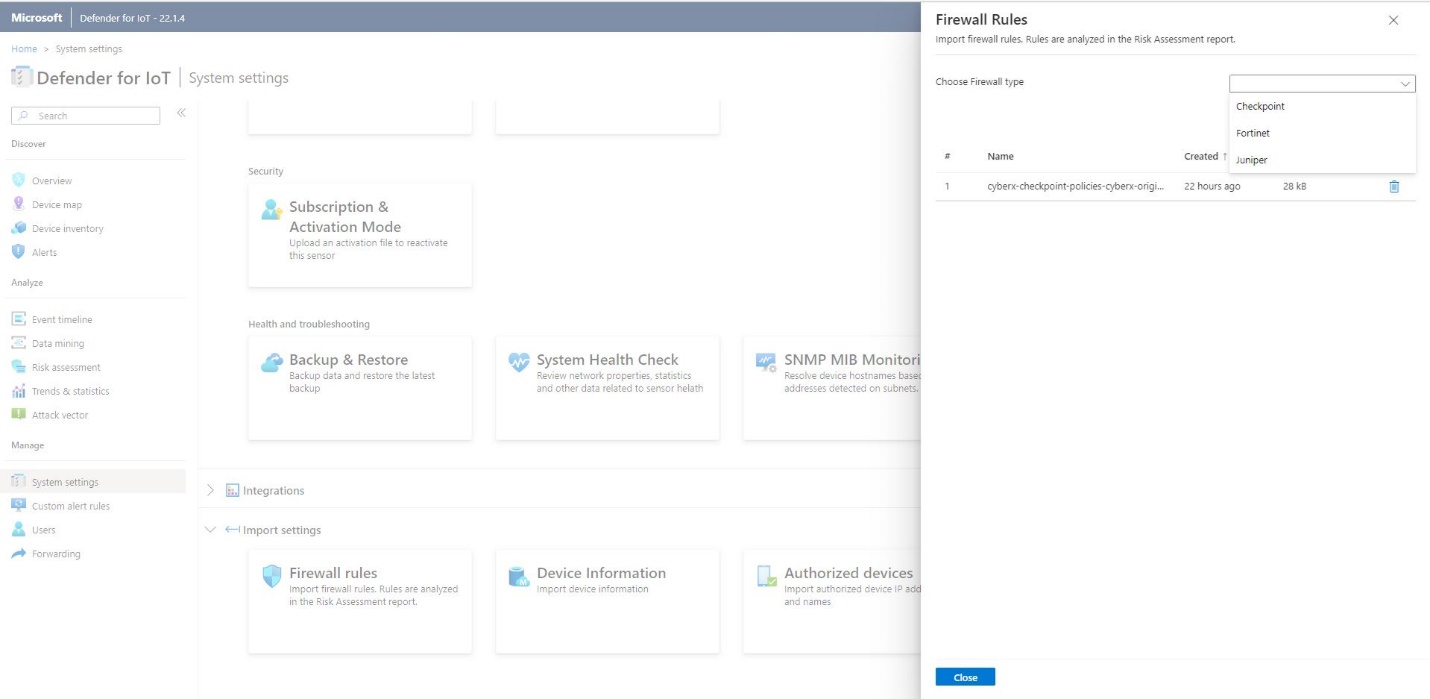 Microsoft Defender for IoT - 22.1.4
Home > System settings
Defender for IoT System settings
Search
Discover
Overview
Device map
Device inventory
Alerts
Analyze
Event timeline
Data mining
Risk assessment
Trends & statistics
Attack vector
Manage
System settings
Custom alert rules
Users
Forwarding
Security
Subscription &
Activation Mode
Upload an activation file to reactivate
this sensor
Health and troubleshooting
Backup & Restore
Backup data and restore the latest
backup
System Health Check
Review network properties, statistics
and other data related to sensor helath
SNMP MIB Monitori
Resolve device hostnames based
addresses detected on subnets.
Integrations
Import settings
Firewall rules
Import firewall rules. Rules are analyzed
in the Risk Assessment report.
Device Information
Import device information
Authorized devices
Import authorized device IP add
and names
Firewall Rules
Import firewall rules. Rules are analyzed in the Risk Assessment report.
Choose Firewall type
Checkpoint
Fortinet
Juniper
# Name Created ↑
1 cyberx-checkpoint-policies-cyberx-origi... 22 hours ago 28 kB
Close